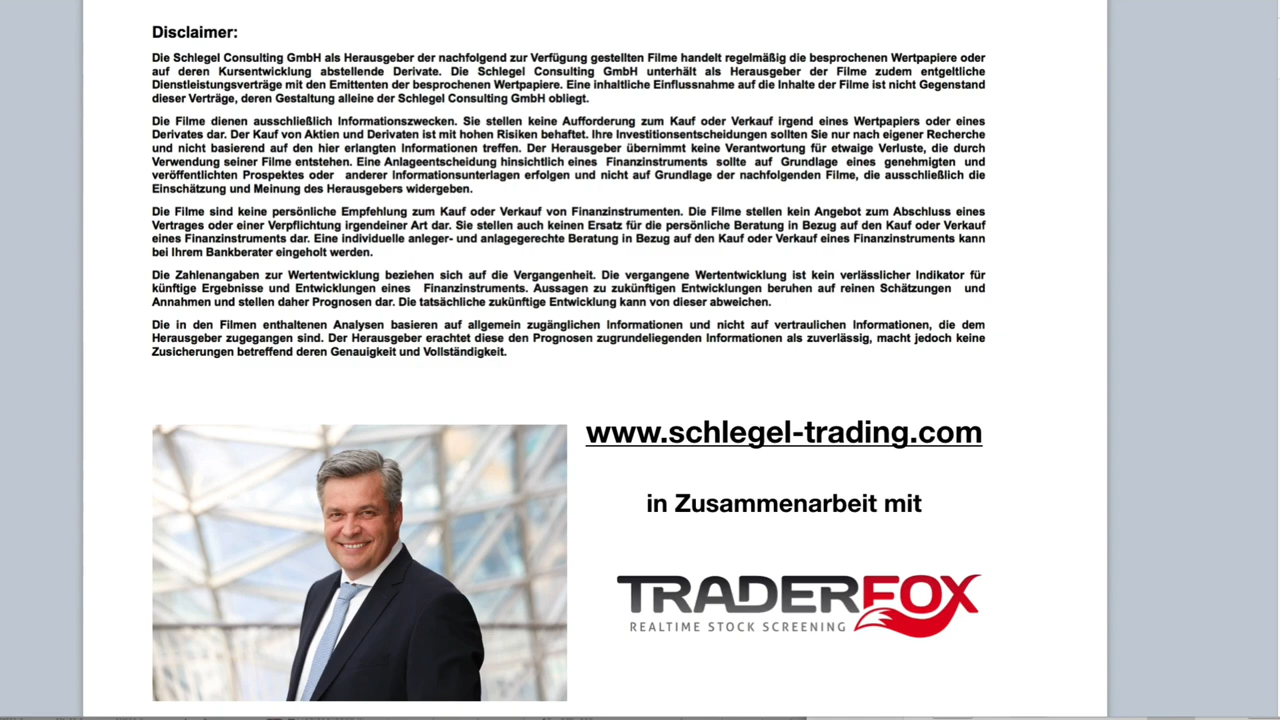 Disclaimer:
Die Schlegel Consulting GmbH als Herausgeber der nachfolgend zur Verfügung gestellten Filme handelt regelmäßig die besprochenen Wertpapiere oder
auf deren Kursentwicklung abstellende Derivate. Die Schlegel Consulting GmbH unterhält als Herausgeber der Filme zudem entgeltliche
Dienstleistungsverträge mit den Emittenten der besprochenen Wertpapiere. Eine inhaltliche Einflussnahme auf die Inhalte der Filme ist nicht Gegenstand
dieser Verträge, deren Gestaltung alleine der Schlegel Consulting GmbH obliegt.
Die Filme dienen ausschließlich Informationszwecken. Sie stellen keine Aufforderung zum Kauf oder Verkauf irgend eines Wertpapiers oder eines
Derivates dar. Der Kauf von Aktien und Derivaten ist mit hohen Risiken behaftet. Ihre Investitionsentscheidungen sollten Sie nur nach eigener Recherche
und nicht basierend auf den hier erlangten Informationen treffen. Der Herausgeber übernimmt keine Verantwortung für etwaige Verluste, die durch
Verwendung seiner Filme entstehen. Eine Anlageentscheidung hinsichtlich eines Finanzinstruments sollte auf Grundlage eines genehmigten und
veröffentlichten Prospektes oder anderer Informationsunterlagen erfolgen und nicht auf Grundlage der nachfolgenden Filme, die ausschließlich die
Einschätzung und Meinung des Herausgebers widergeben.
Die Filme sind keine persönliche Empfehlung zum Kauf oder Verkauf von Finanzinstrumenten. Die Filme stellen kein Angebot zum Abschluss eines
Vertrages oder einer Verpflichtung irgendeiner Art dar. Sie stellen auch keinen Ersatz für die persönliche Beratung in Bezug auf den Kauf oder Verkauf
eines Finanzinstruments dar. Eine individuelle anleger- und anlagegerechte Beratung in Bezug auf den Kauf oder Verkauf eines Finanzinstruments kann
bei Ihrem Bankberater eingeholt werden.
Die Zahlenangaben zur Wertentwicklung beziehen sich auf die Vergangenheit. Die vergangene Wertentwicklung ist kein verlässlicher Indikator für
künftige Ergebnisse und Entwicklungen eines Finanzinstruments. Aussagen zu zukünftigen Entwicklungen beruhen auf reinen Schätzungen und
Annahmen und stellen daher Prognosen dar. Die tatsächliche zukünftige Entwicklung kann von dieser abweichen.
Die in den Filmen enthaltenen Analysen basieren auf allgemein zugänglichen Informationen und nicht auf vertraulichen Informationen, die dem
Herausgeber zugegangen sind. Der Herausgeber erachtet diese den Prognosen zugrundeliegenden Informationen als zuverlässig, macht jedoch keine
Zusicherungen betreffend deren Genauigkeit und Vollständigkeit.
www.schlegel-trading.com
in Zusammenarbeit mit
TRADERFOX
REALTIME STOCK SCREENING